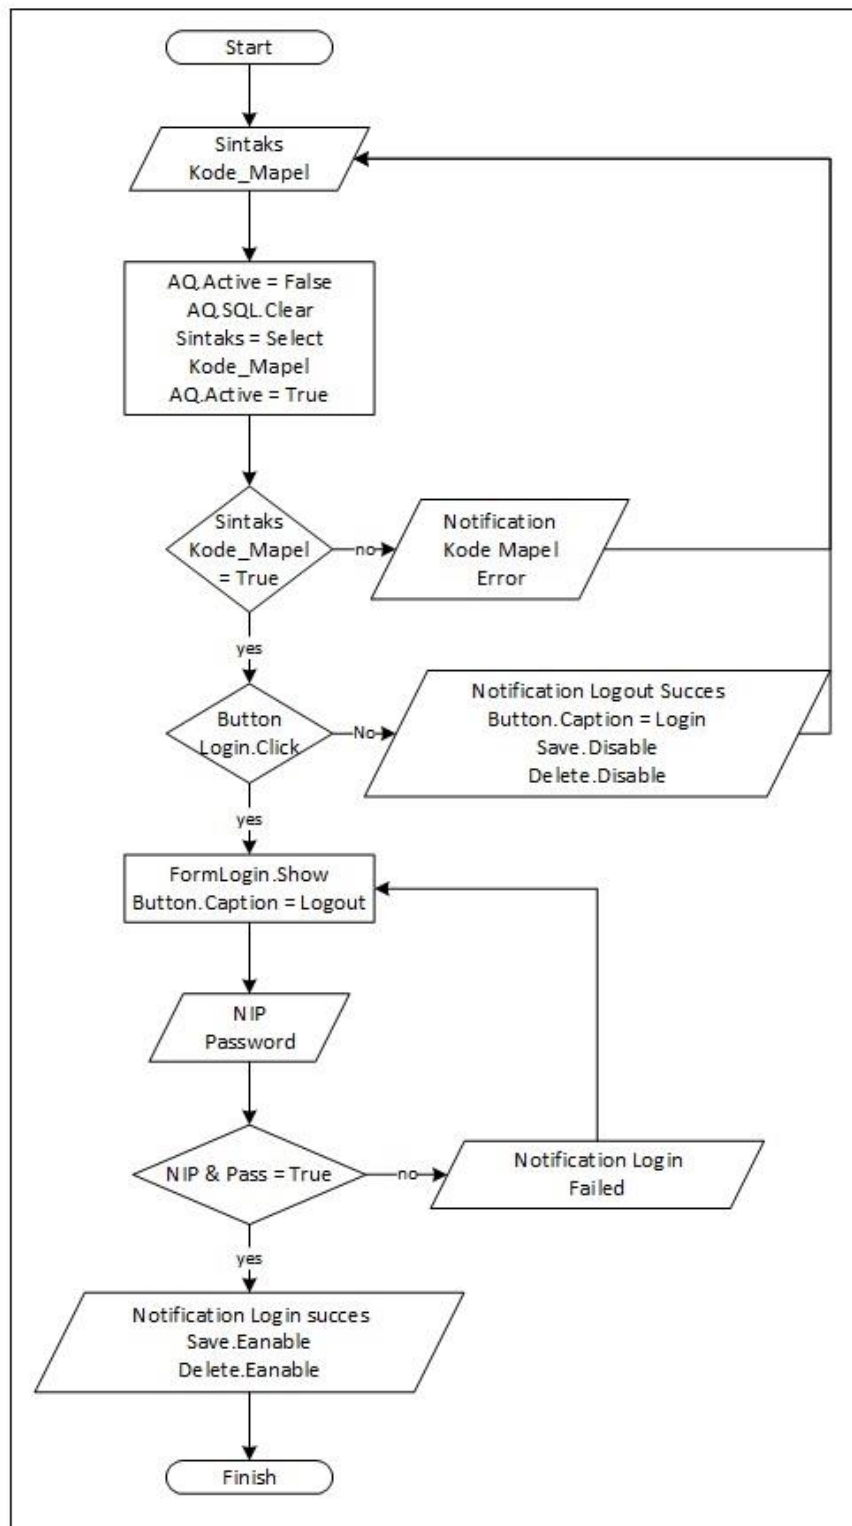 Start
Sintaks
Kode_Mapel
AQ.Active = False
AQ.SQL.Clear
Sintaks = Select
Kode_Mapel
AQ.Active = True
Sintaks
Kode_Mapel
= True
no
Notification
Kode Mapel
Error
yes
Button
Login.Click
No
Notification Logout Succes
Button.Caption = Login
Save.Disable
Delete.Disable
yes
FormLogin.Show
Button.Caption = Logout
NIP
Password
NIP & Pass = True
no
Notification Login
Failed
yes
Notification Login succes
Save.Eanable
Delete.Eanable
Finish